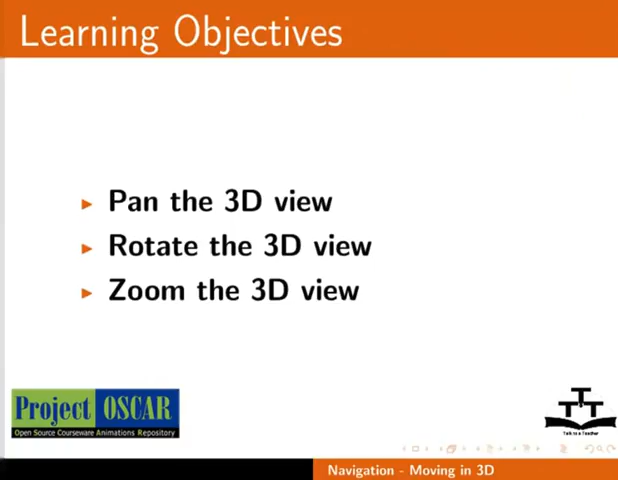 Learning Objectives
Pan the 3D view
Rotate the 3D view
Zoom the 3D view
Project OSCAR
Open Source Courseware Animations Repository
TTT
Talk to a Teacher
Navigation - Moving in 3D